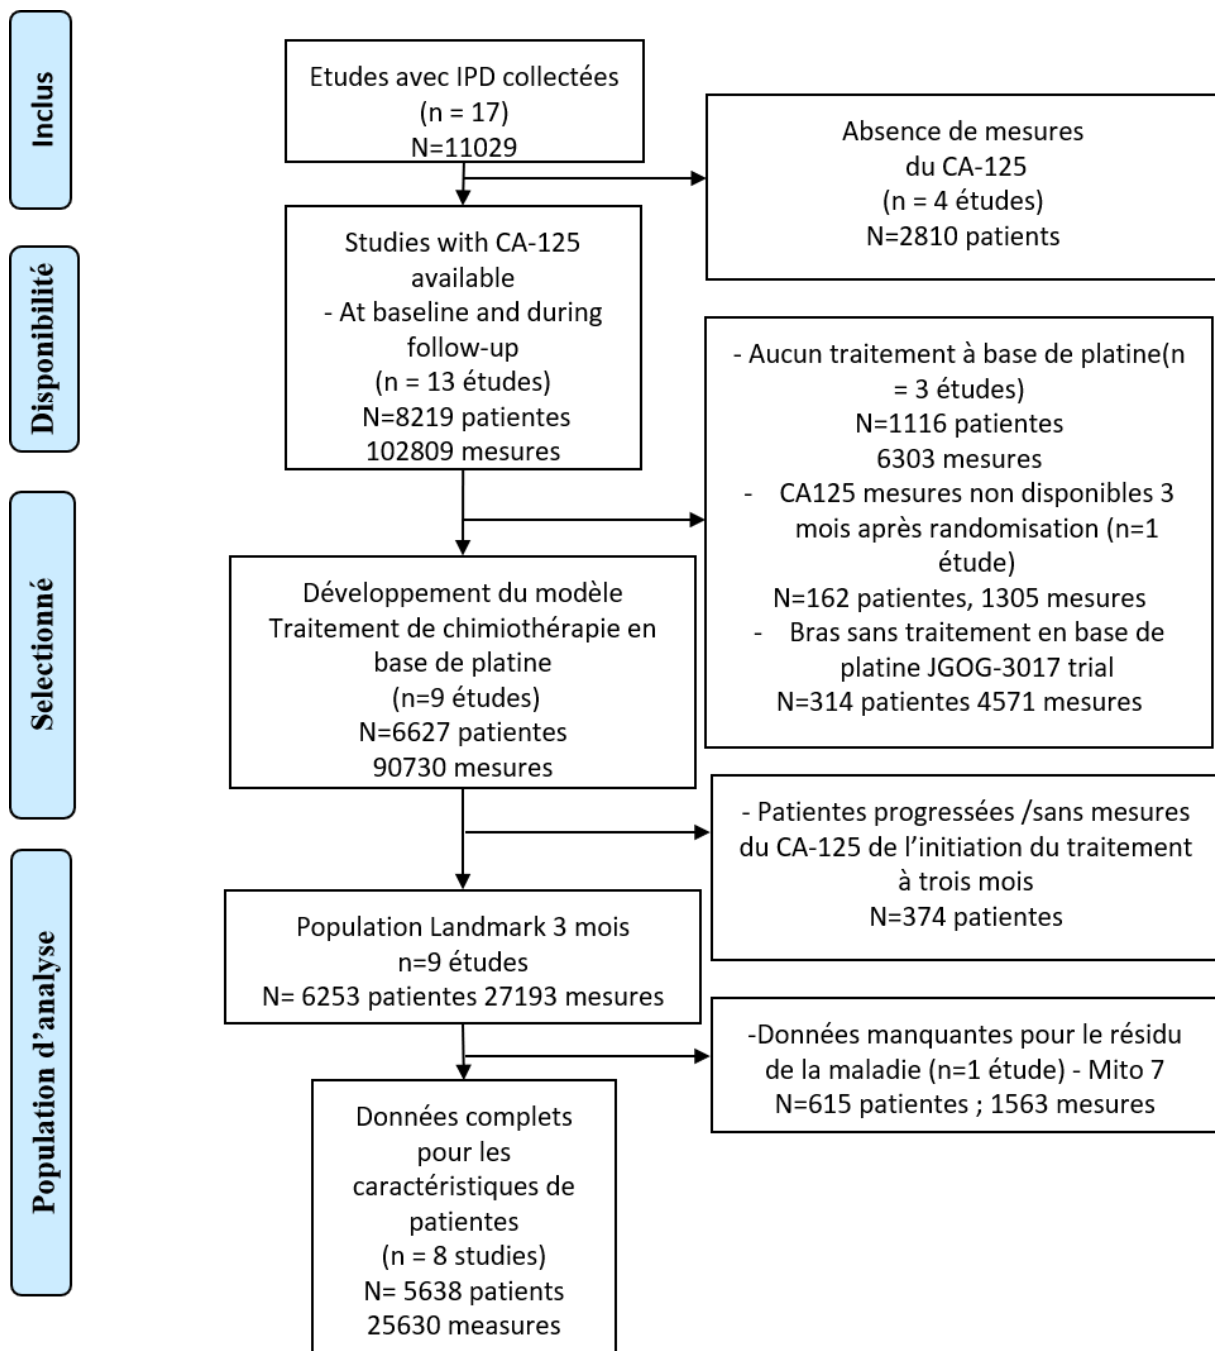 Inclus
Etudes avec IPD collectées
(n = 17)
N=11029
Absence de mesures
du CA-125
(n = 4 études)
N=2810 patients
Disponibilité
Studies with CA-125
available
- At baseline and during
follow-up
(n = 13 études)
N=8219 patientes
102809 mesures
- Aucun traitement à base de platine(n
= 3 études)
N=1116 patientes
6303 mesures
- CA125 mesures non disponibles 3
mois après randomisation (n=1
étude)
N=162 patientes, 1305 mesures
- Bras sans traitement en base de
platine JGOG-3017 trial
N=314 patientes 4571 mesures
Selectionné
Développement du modèle
Traitement de chimiothérapie en
base de platine
(n=9 études)
N=6627 patientes
90730 mesures
- Patientes progressées /sans mesures
du CA-125 de l’initiation du traitement
à trois mois
N=374 patientes
Population d’analyse
Population Landmark 3 mois
n=9 études
N= 6253 patientes 27193 mesures
-Données manquantes pour le résidu
de la maladie (n=1 étude) - Mito 7
N=615 patientes ; 1563 mesures
Données complets
pour les
caractéristiques de
patientes
(n = 8 studies)
N= 5638 patients
25630 measures